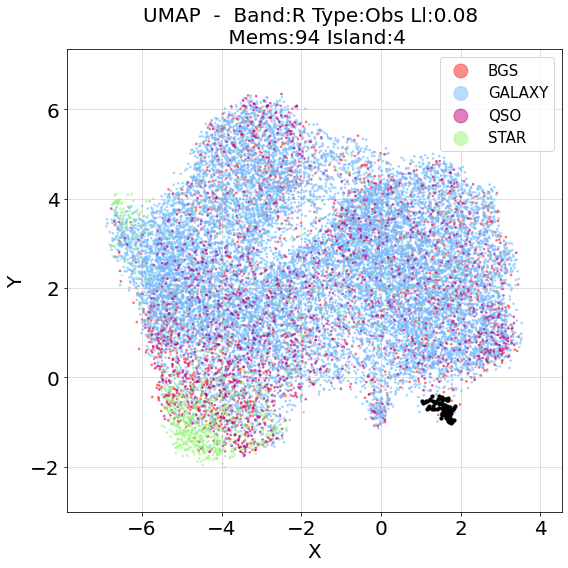 UMAP - Band:R Type:Obs Ll:0.08
Mems:94 Island:4
BGS
GALAXY
QSO
STAR
Y
6
4
2
0
−2
−6
−4
−2
0
2
4
X